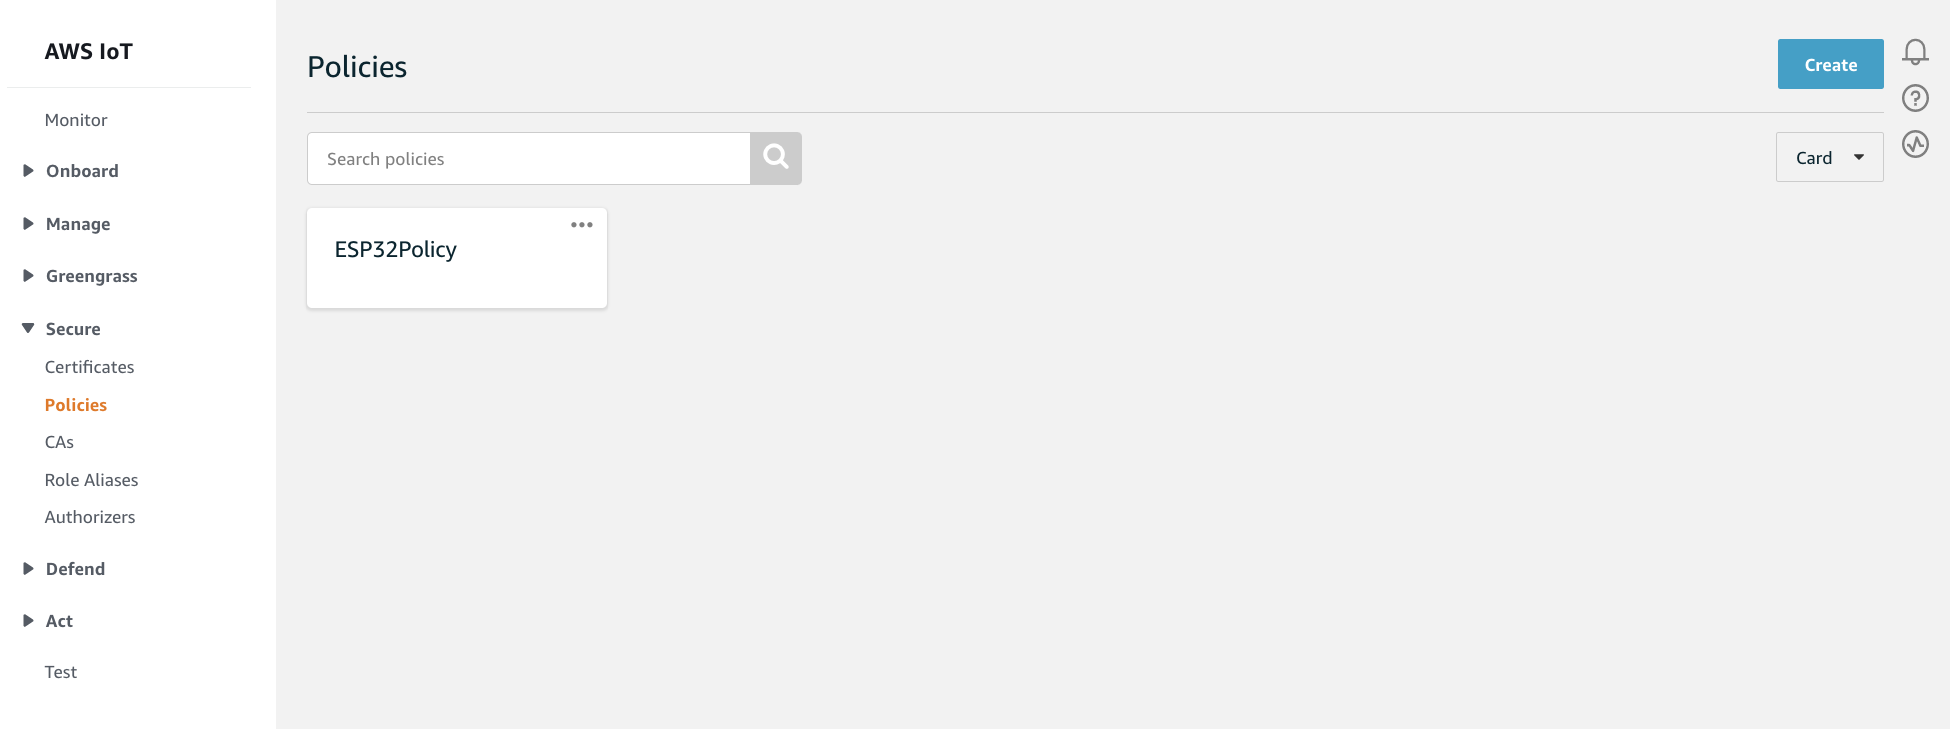 AWS IoT
Monitor
Onboard
Manage
Greengrass
Secure
Certificates
Policies
CAs
Role Aliases
Authorizers
Defend
Act
Test
Policies
Create
Search policies
Card
ESP32Policy